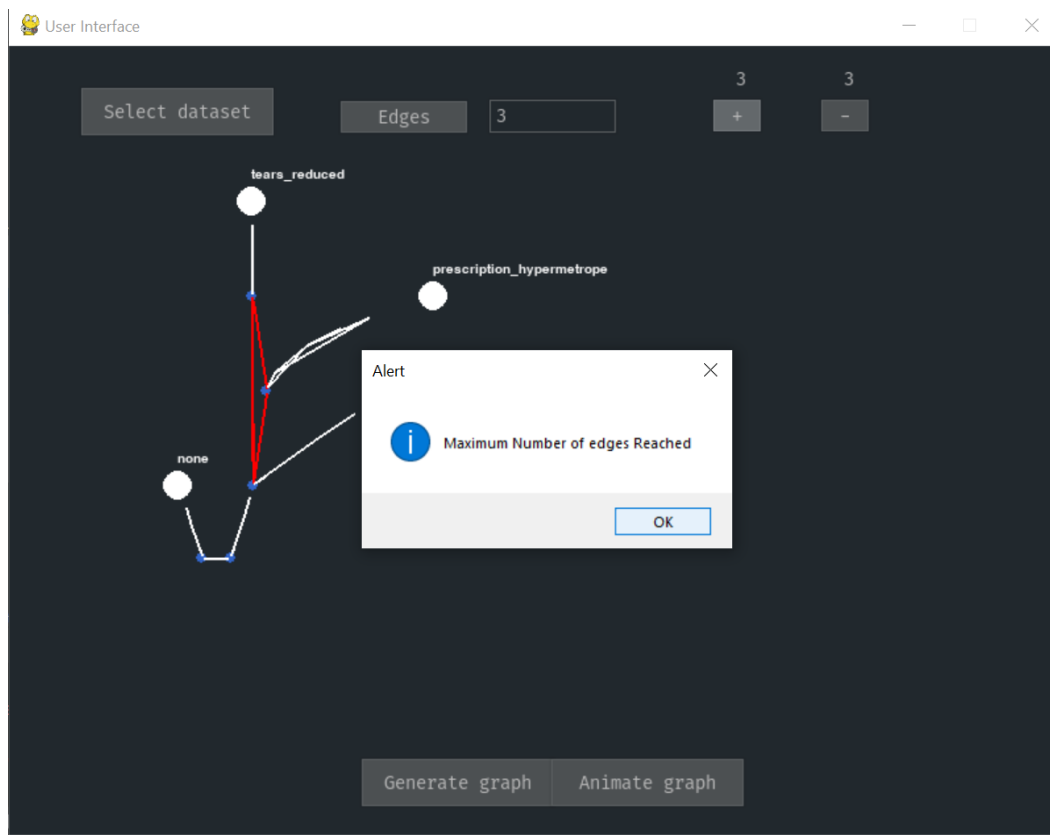 User Interface
3 3
Select dataset
Edges 3 + -
tears_reduced
prescription_hypermetrope
Alert
Maximum Number of edges Reached
none
OK
Generate graph Animate graph